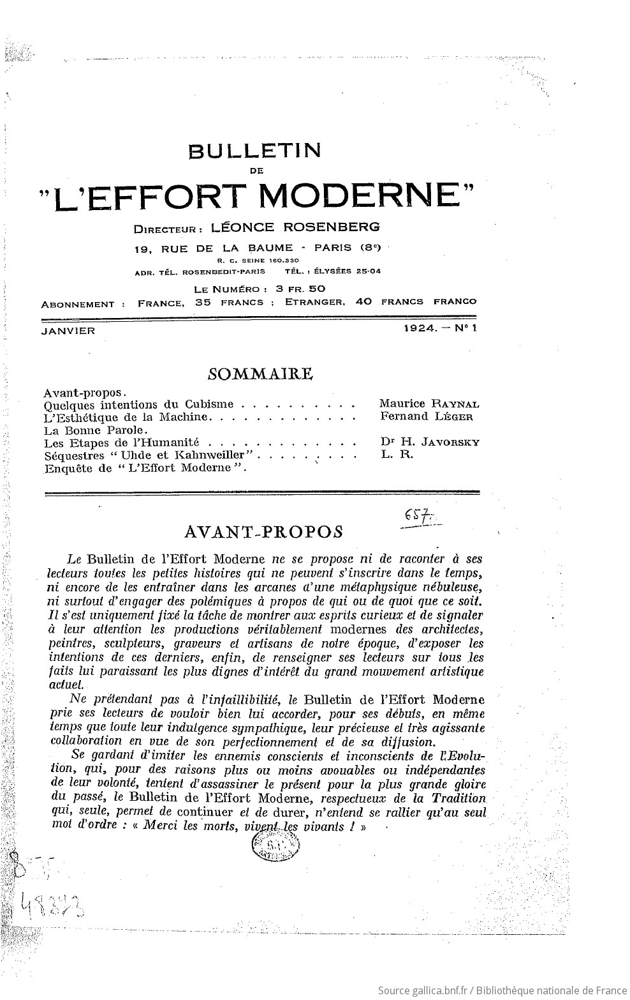 BULLETIN
DE
"L'EFFORT MODERNE"
DIRECTEUR : LÉONCE ROSENBERG
19, RUE DE LA BAUME - PARIS (8e)
R. C. SEINE 160.330
ADR. TÉL. ROSENBEDIT-PARIS TÉL. : ÉLYSÉES 25-04
LE NUMÉRO : 3 FR. 50
ABONNEMENT : FRANCE, 35 FRANCS ; ETRANGER, 40 FRANCS FRANCO
JANVIER 1924. — N° 1
SOMMAIRE
Avant-propos.
Quelques intentions du Cubisme . . . . . . . . . . Maurice RAYNAL
L'Esthétique de la Machine. . . . . . . . . . . . . Fernand LÉGER
La Bonne Parole.
Les Etapes de l'Humanité . . . . . . . . . . . . . Dr H. JAVORSKY
Séquestres " Uhde et Kahnweiller " . . . . . . . . . L. R.
Enquête de " L'Effort Moderne ".
657
AVANT-PROPOS
Le Bulletin de l'Effort Moderne ne se propose ni de raconter à ses
lecteurs toutes les petites histoires qui ne peuvent s'inscrire dans le temps,
ni encore de les entraîner dans les arcanes d'une métaphysique nébuleuse,
ni surtout d'engager des polémiques à propos de qui ou de quoi que ce soit.
Il s'est uniquement fixé la tâche de montrer aux esprits curieux et de signaler
à leur attention les productions véritablement modernes des architectes,
peintres, sculpteurs, graveurs et artisans de notre époque, d'exposer les
intentions de ces derniers, enfin, de renseigner ses lecteurs sur tous les
faits lui paraissant les plus dignes d'intérêt du grand mouvement artistique
actuel.
Ne prétendant pas à l'infaillibilité, le Bulletin de l'Effort Moderne
prie ses lecteurs de vouloir bien lui accorder, pour ses débuts, en même
temps que toute leur indulgence sympathique, leur précieuse et très agissante
collaboration en vue de son perfectionnement et de sa diffusion.
Se gardant d'imiter les ennemis conscients et inconscients de l'Evolu-
tion, qui, pour des raisons plus ou moins avouables ou indépendantes
de leur volonté, tentent d'assassiner le présent pour la plus grande gloire
du passé, le Bulletin de l'Effort Moderne, respectueux de la Tradition
qui, seule, permet de continuer et de durer, n'entend se rallier qu'au seul
mot d'ordre : « Merci les morts, vivent les vivants ! »
48323
Source gallica.bnf.fr / Bibliothèque nationale de France